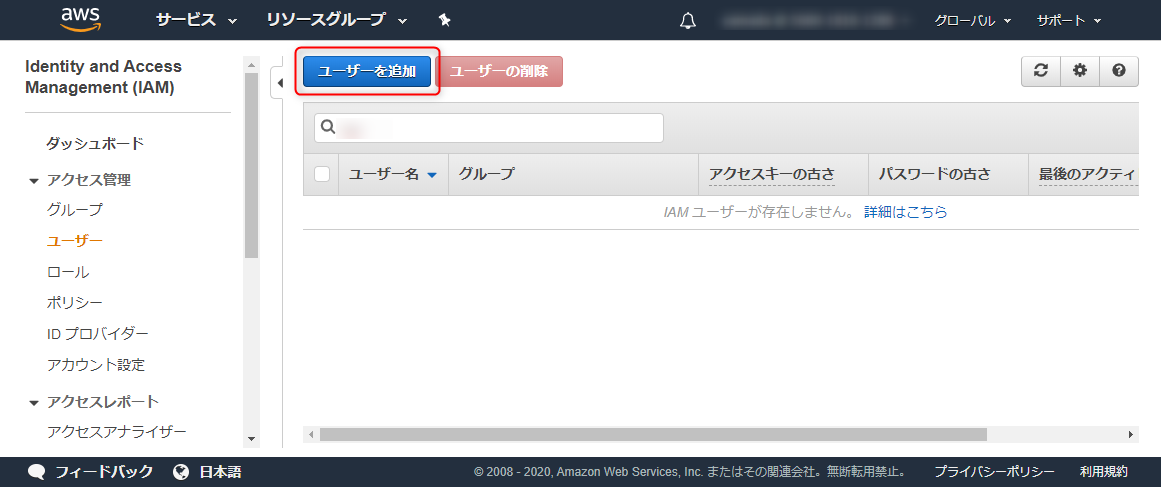 aws サービス リソースグループ グローバル サポート
Identity and Access
Management (IAM)
ダッシュボード
アクセス管理
グループ
ユーザー
ロール
ポリシー
ID プロバイダー
アカウント設定
アクセスレポート
アクセスアナライザー
ユーザーを追加 ユーザーの削除
ユーザー名 グループ アクセスキーの古さ パスワードの古さ 最後のアクティ
IAM ユーザーが存在しません。 詳細はこちら
フィードバック 日本語 © 2008 - 2020, Amazon Web Services, Inc. またはその関連会社。無断転用禁止。 プライバシーポリシー 利用規約